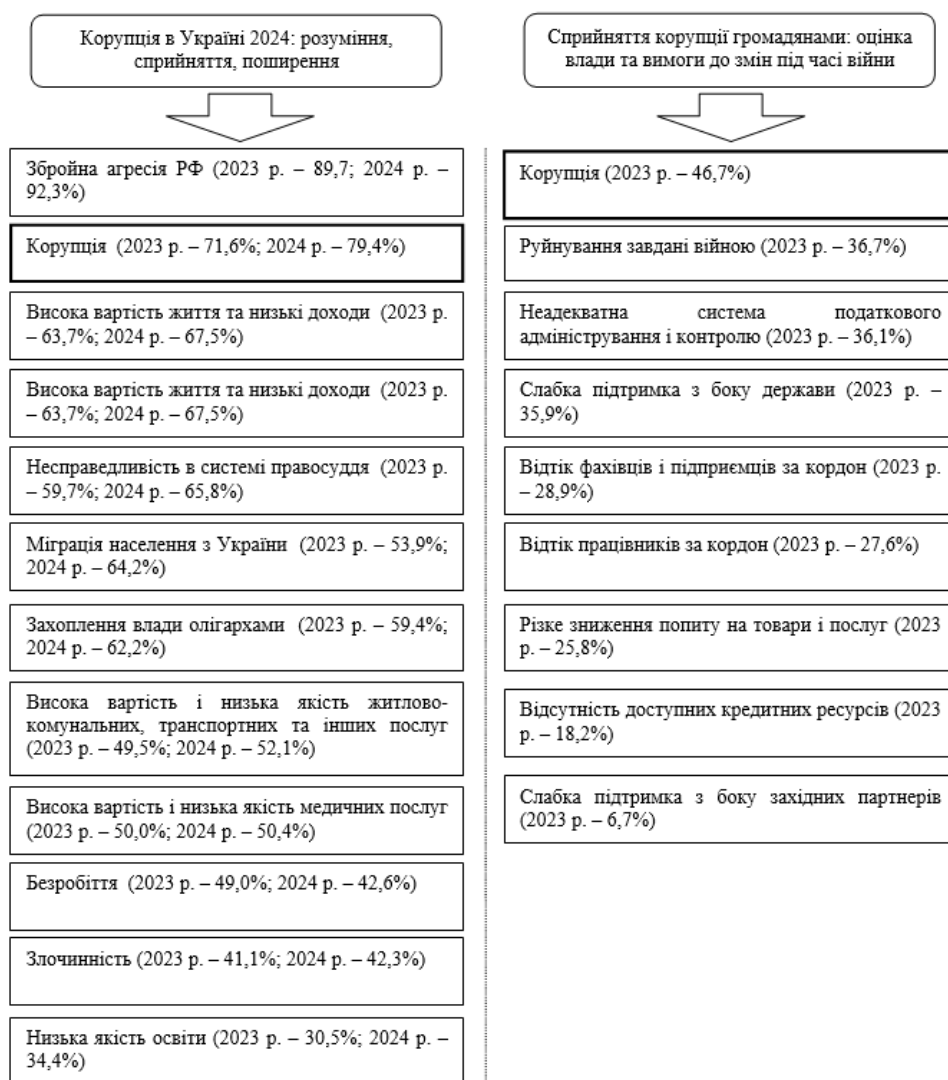 Корупція в Україні 2024: розуміння,
сприйняття, поширення
Збройна агресія РФ (2023 р. – 89,7; 2024 р. –
92,3%)
Корупція (2023 р. – 71,6%; 2024 р. – 79,4%)
Висока вартість життя та низькі доходи (2023 р.
– 63,7%; 2024 р. – 67,5%)
Висока вартість життя та низькі доходи (2023 р.
– 63,7%; 2024 р. – 67,5%)
Несправедливість в системі правосуддя (2023 р.
– 59,7%; 2024 р. – 65,8%)
Міграція населення з України (2023 р. – 53,9%;
2024 р. – 64,2%)
Захоплення влади олігархами (2023 р. – 59,4%;
2024 р. – 62,2%)
Висока вартість і низька якість житлово-
комунальних, транспортних та інших послуг
(2023 р. – 49,5%; 2024 р. – 52,1%)
Висока вартість і низька якість медичних послуг
(2023 р. – 50,0%; 2024 р. – 50,4%)
Безробіття (2023 р. – 49,0%; 2024 р. – 42,6%)
Злочинність (2023 р. – 41,1%; 2024 р. – 42,3%)
Низька якість освіти (2023 р. – 30,5%; 2024 р. –
34,4%)
Сприйняття корупції громадянами: оцінка
влади та вимоги до змін під часі війни
Корупція (2023 р. – 46,7%)
Руйнування завдані війною (2023 р. – 36,7%)
Неадекватна система податкового
адміністрування і контролю (2023 р. – 36,1%)
Слабка підтримка з боку держави (2023 р. –
35,9%)
Відтік фахівців і підприємців за кордон (2023 р.
– 28,9%)
Відтік працівників за кордон (2023 р. – 27,6%)
Різке зниження попиту на товари і послуг (2023
р. – 25,8%)
Відсутність доступних кредитних ресурсів (2023
р. – 18,2%)
Слабка підтримка з боку західних партнерів
(2023 р. – 6,7%)